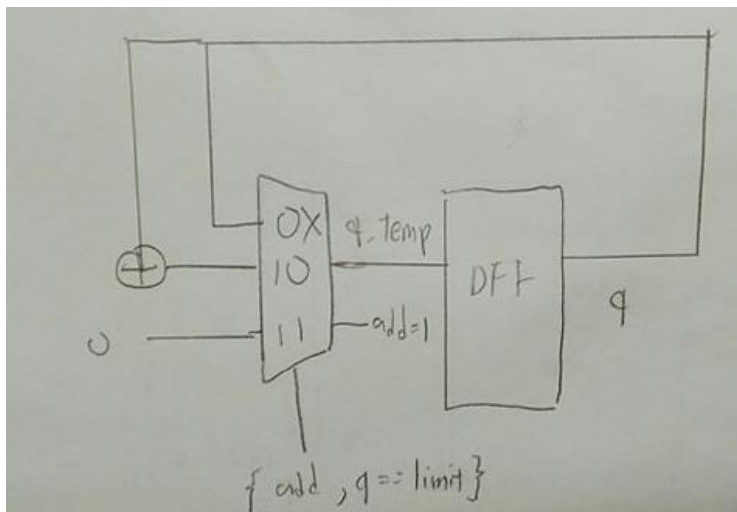 0X
q_temp
10
DFF
q
11
add=1
0
{ add , q == limit }